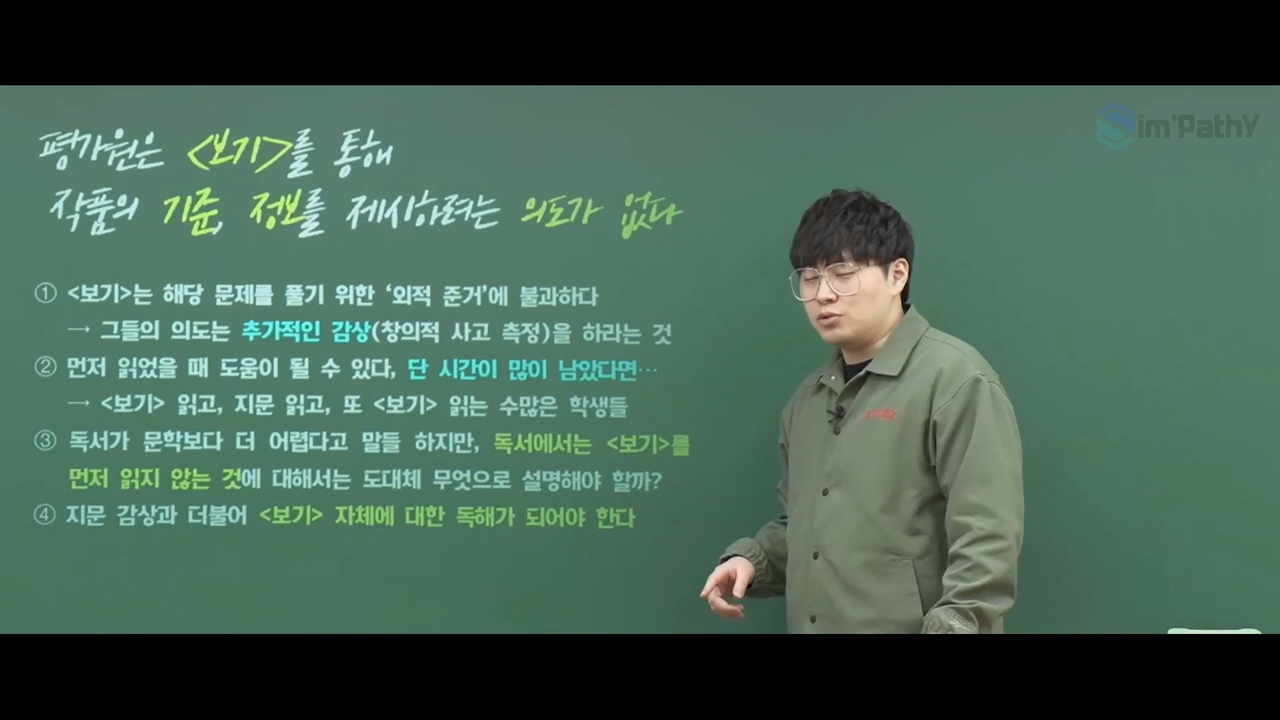 평가원은 <보기>를 통해
작품의 기준, 정보를 제시하려는 의도가 없다
① <보기>는 해당 문제를 풀기 위한 ‘외적 준거’에 불과하다
→ 그들의 의도는 추가적인 감상(창의적 사고 측정)을 하라는 것
② 먼저 읽었을 때 도움이 될 수 있다, 단 시간이 많이 남았다면…
→ <보기> 읽고, 지문 읽고, 또 <보기> 읽는 수많은 학생들
③ 독서가 문학보다 더 어렵다고 말들 하지만, 독서에서는 <보기>를
먼저 읽지 않는 것에 대해서는 도대체 무엇으로 설명해야 할까?
④ 지문 감상과 더불어 <보기> 자체에 대한 독해가 되어야 한다
im'PathY